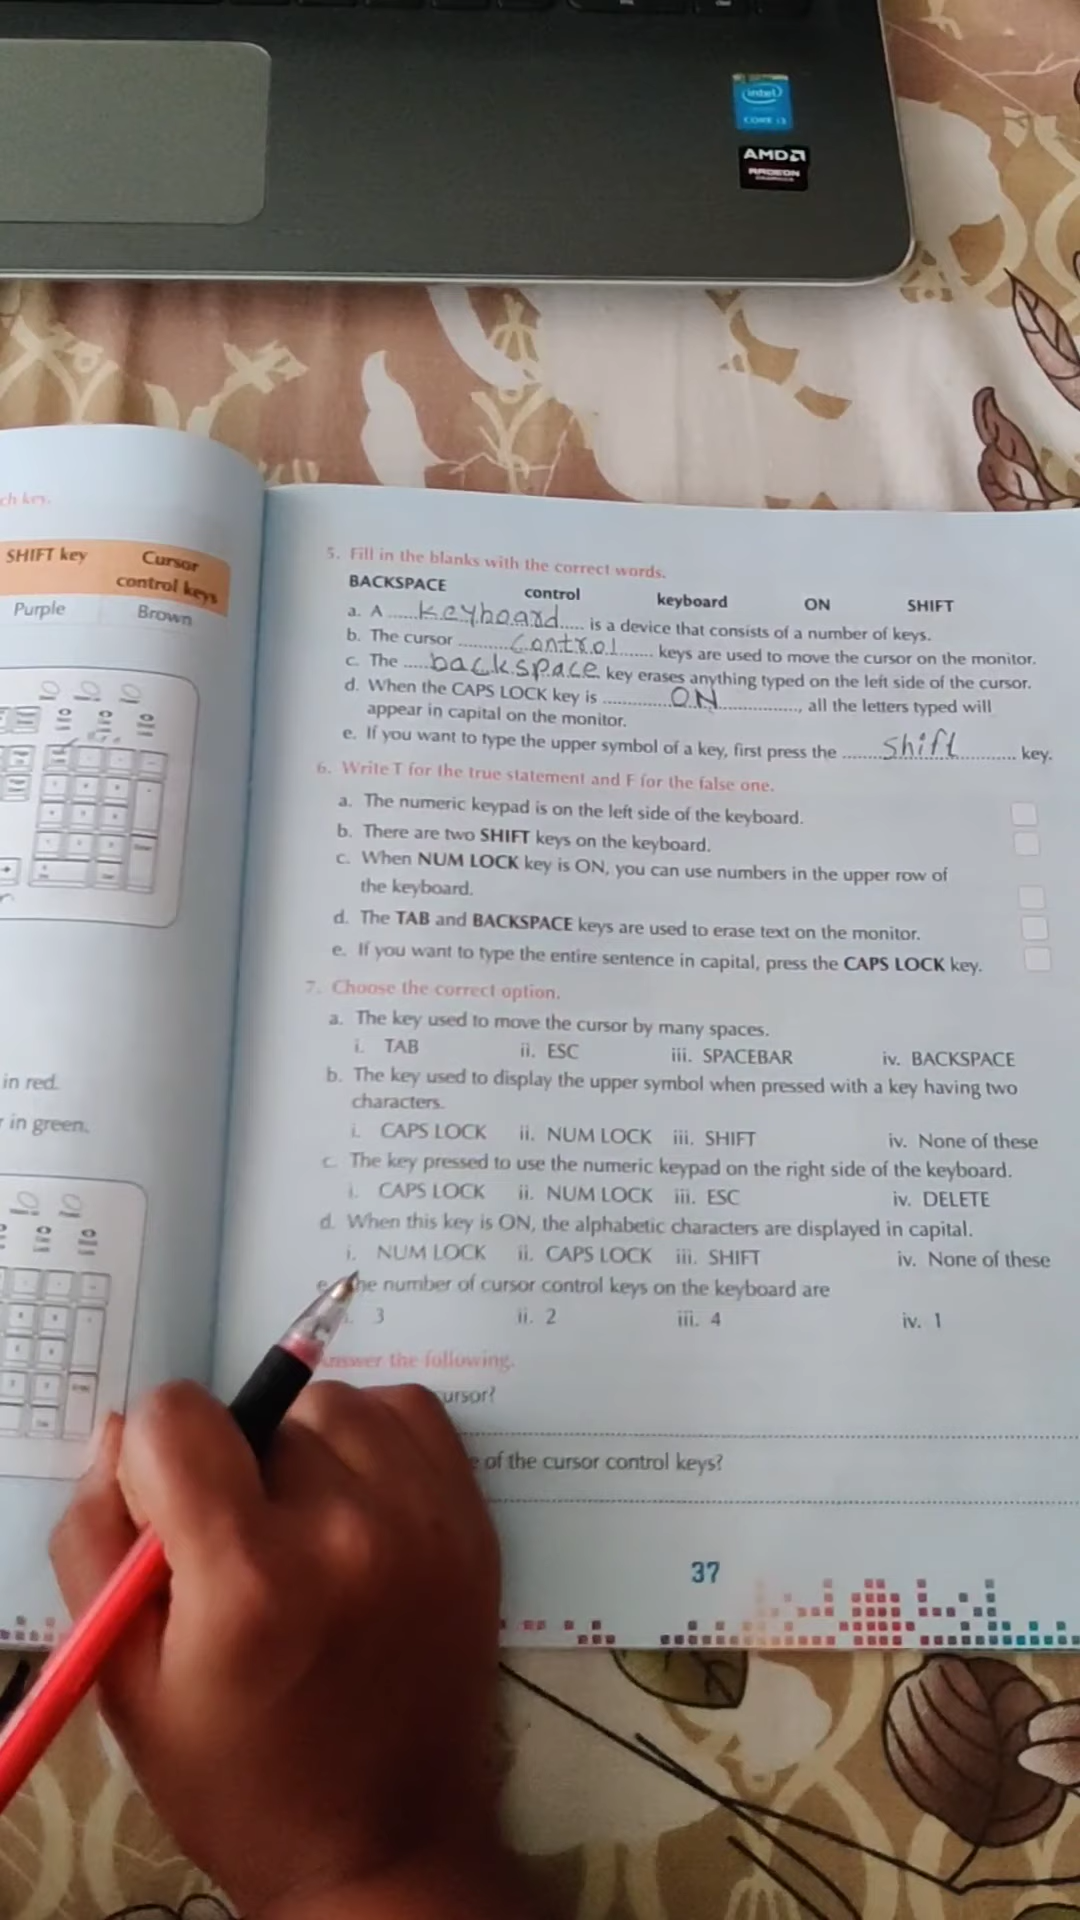 intel
CORE i3
AMD
RADEON
GRAPHICS
ch key.
SHIFT key
Cursor
control keys
Purple
Brown
in red.
in green.
5. Fill in the blanks with the correct words.
BACKSPACE control keyboard ON SHIFT
a. A keyboard is a device that consists of a number of keys.
b. The cursor control keys are used to move the cursor on the monitor.
c. The backspace key erases anything typed on the left side of the cursor.
d. When the CAPS LOCK key is ON, all the letters typed will
appear in capital on the monitor.
e. If you want to type the upper symbol of a key, first press the shift key.
6. Write T for the true statement and F for the false one.
a. The numeric keypad is on the left side of the keyboard.
b. There are two SHIFT keys on the keyboard.
c. When NUM LOCK key is ON, you can use numbers in the upper row of
the keyboard.
d. The TAB and BACKSPACE keys are used to erase text on the monitor.
e. If you want to type the entire sentence in capital, press the CAPS LOCK key.
7. Choose the correct option.
a. The key used to move the cursor by many spaces.
i. TAB ii. ESC iii. SPACEBAR iv. BACKSPACE
b. The key used to display the upper symbol when pressed with a key having two
characters.
i. CAPS LOCK ii. NUM LOCK iii. SHIFT iv. None of these
c. The key pressed to use the numeric keypad on the right side of the keyboard.
i. CAPS LOCK ii. NUM LOCK iii. ESC iv. DELETE
d. When this key is ON, the alphabetic characters are displayed in capital.
i. NUM LOCK ii. CAPS LOCK iii. SHIFT iv. None of these
e. he number of cursor control keys on the keyboard are
3 ii. 2 iii. 4 iv. 1
nswer the following.
cursor?
of the cursor control keys?
37